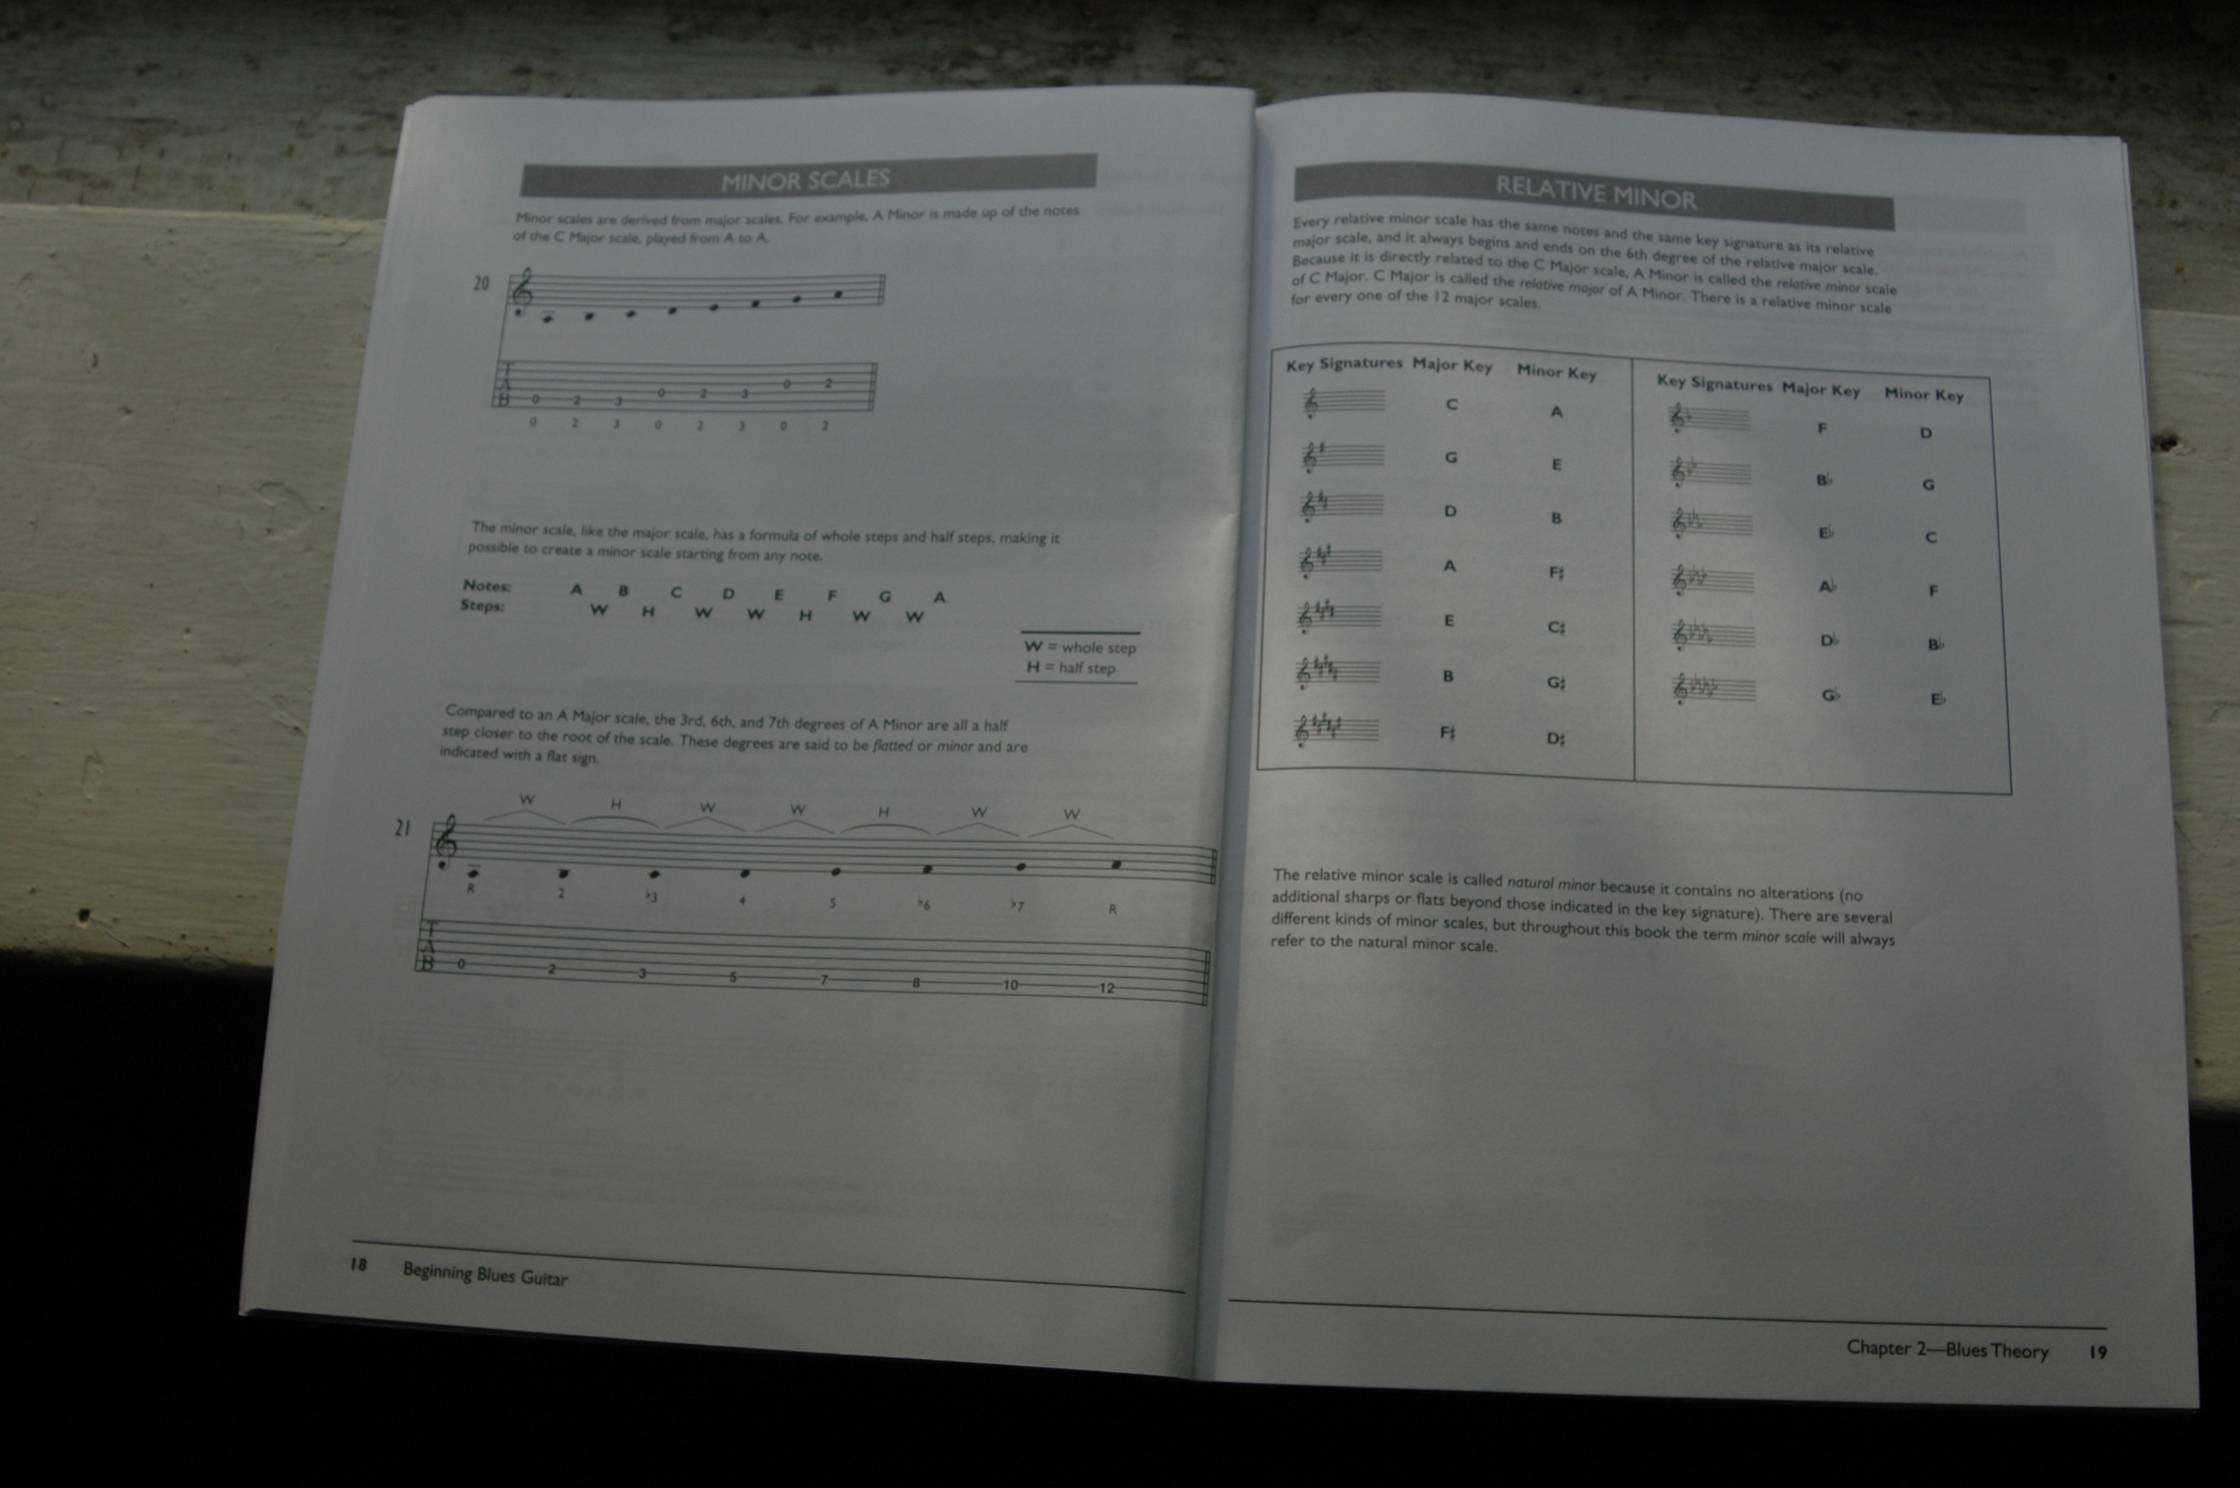 MINOR SCALES
Minor scales are derived from major scales. For example, A Minor is made up of the notes
of the C Major scale, played from A to A.
20
T
A
B
0 2 3 0 2 3 0 2
0 2 3 0 2 3 0 2
The minor scale, like the major scale, has a formula of whole steps and half steps, making it
possible to create a minor scale starting from any note.
Notes: A B C D E F G A
Steps: W H W W H W W
W = whole step
H = half step
Compared to an A Major scale, the 3rd, 6th, and 7th degrees of A Minor are all a half
step closer to the root of the scale. These degrees are said to be flatted or minor and are
indicated with a flat sign.
W H W W H W W
21
R 2 ♭3 4 5 ♭6 ♭7 R
T
A
B
0 2 3 5 7 8 10 12
18 Beginning Blues Guitar
RELATIVE MINOR
Every relative minor scale has the same notes and the same key signature as its relative
major scale, and it always begins and ends on the 6th degree of the relative major scale.
Because it is directly related to the C Major scale, A Minor is called the relative minor scale
of C Major. C Major is called the relative major of A Minor. There is a relative minor scale
for every one of the 12 major scales.
Key Signatures Major Key Minor Key
C A
G E
D B
A F♯
E C♯
B G♯
F♯ D♯
Key Signatures Major Key Minor Key
F D
B♭ G
E♭ C
A♭ F
D♭ B♭
G♭ E♭
The relative minor scale is called natural minor because it contains no alterations (no
additional sharps or flats beyond those indicated in the key signature). There are several
different kinds of minor scales, but throughout this book the term minor scale will always
refer to the natural minor scale.
Chapter 2—Blues Theory 19